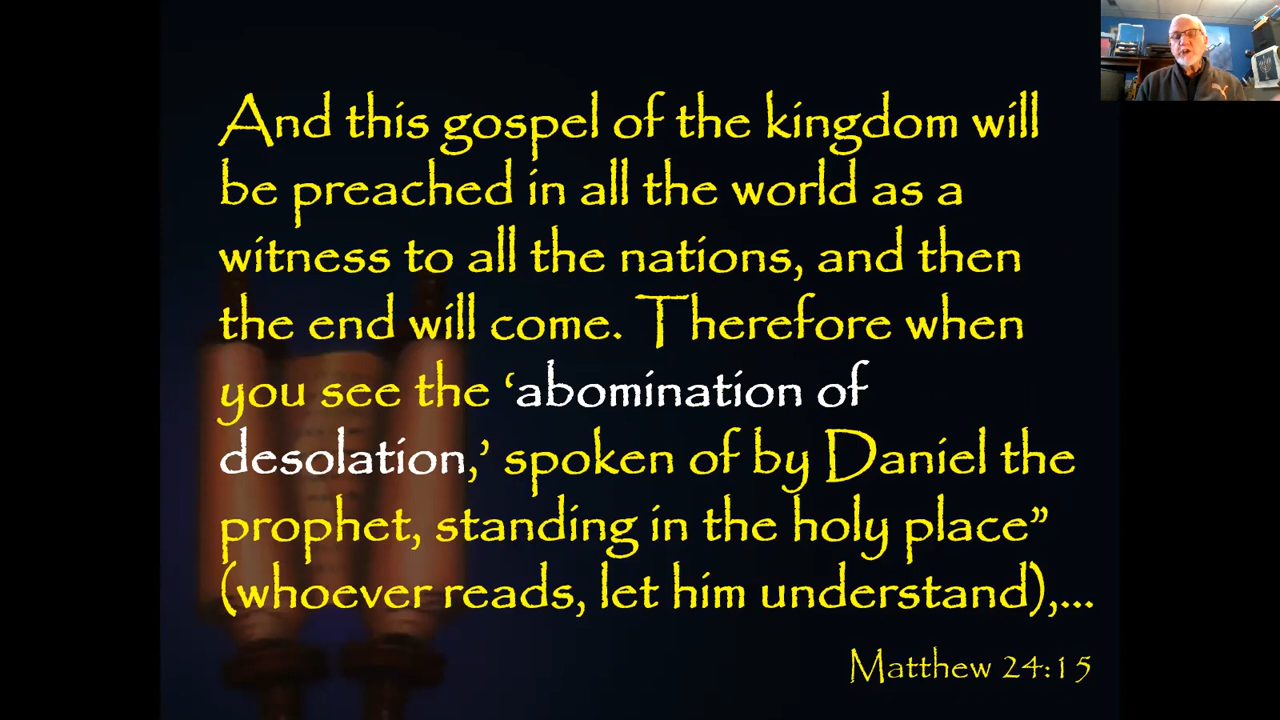 And this gospel of the kingdom will
be preached in all the world as a
witness to all the nations, and then
the end will come. Therefore when
you see the ‘abomination of
desolation,’ spoken of by Daniel the
prophet, standing in the holy place”
(whoever reads, let him understand),...
Matthew 24:15